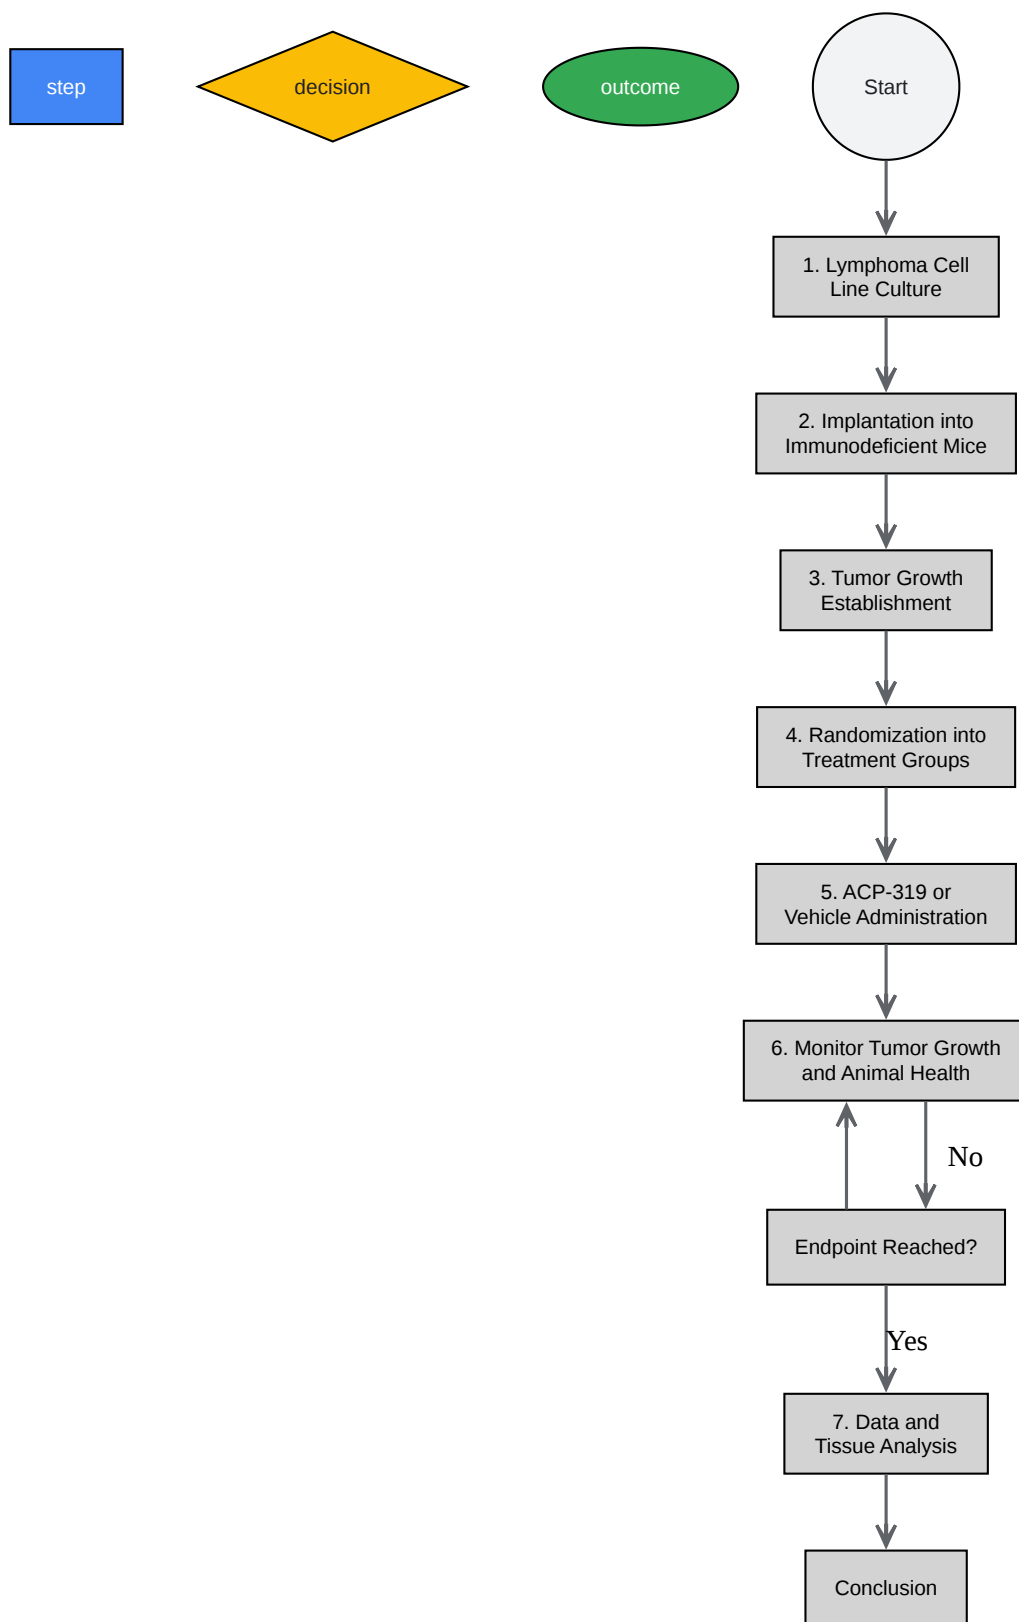 step
decision
outcome
Start
1. Lymphoma Cell
Line Culture
2. Implantation into
Immunodeficient Mice
3. Tumor Growth
Establishment
4. Randomization into
Treatment Groups
5. ACP-319 or
Vehicle Administration
6. Monitor Tumor Growth
and Animal Health
No
Endpoint Reached?
Yes
7. Data and
Tissue Analysis
Conclusion